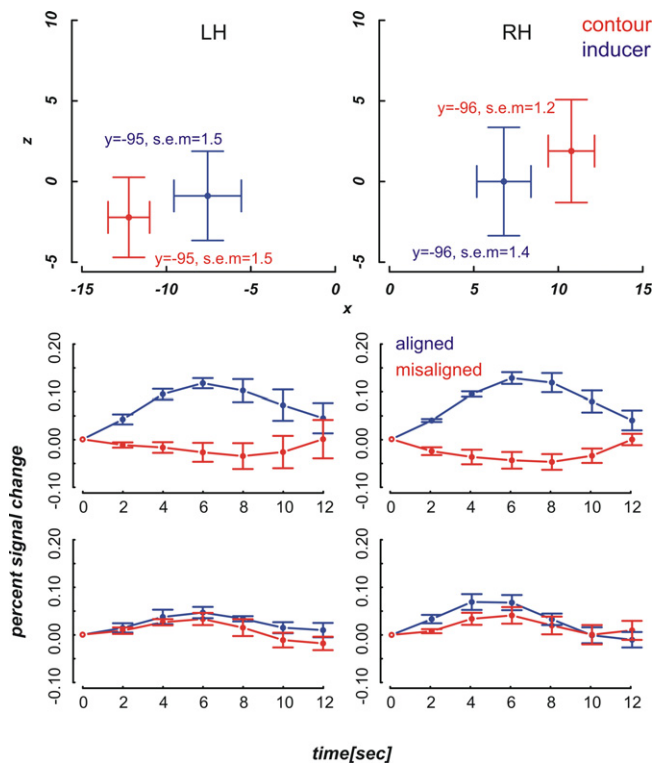 LH
RH
contour
inducer
10
5
0
-5
z
y=-95, s.e.m=1.5
y=-95, s.e.m=1.5
-15
-10
-5
0
10
5
0
-5
y=-96, s.e.m=1.2
y=-96, s.e.m=1.4
0
5
10
15
x
aligned
misaligned
0.20
0.10
0.00
-0.10
0 2 4 6 8 10 12
0.20
0.10
0.00
-0.10
0 2 4 6 8 10 12
percent signal change
0.20
0.10
0.00
-0.10
0 2 4 6 8 10 12
0.20
0.10
0.00
-0.10
0 2 4 6 8 10 12
time[sec]